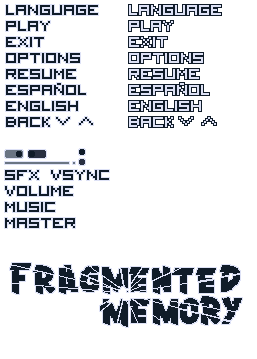 LANGUAGE LANGUAGE
PLAY PLAY
EXIT EXIT
OPTIONS OPTIONS
RESUME RESUME
ESPAÑOL ESPAÑOL
ENGLISH ENGLISH
BACK BACK
SFX VSYNC
VOLUME
MUSIC
MASTER
FRAGMENTED
MEMORY